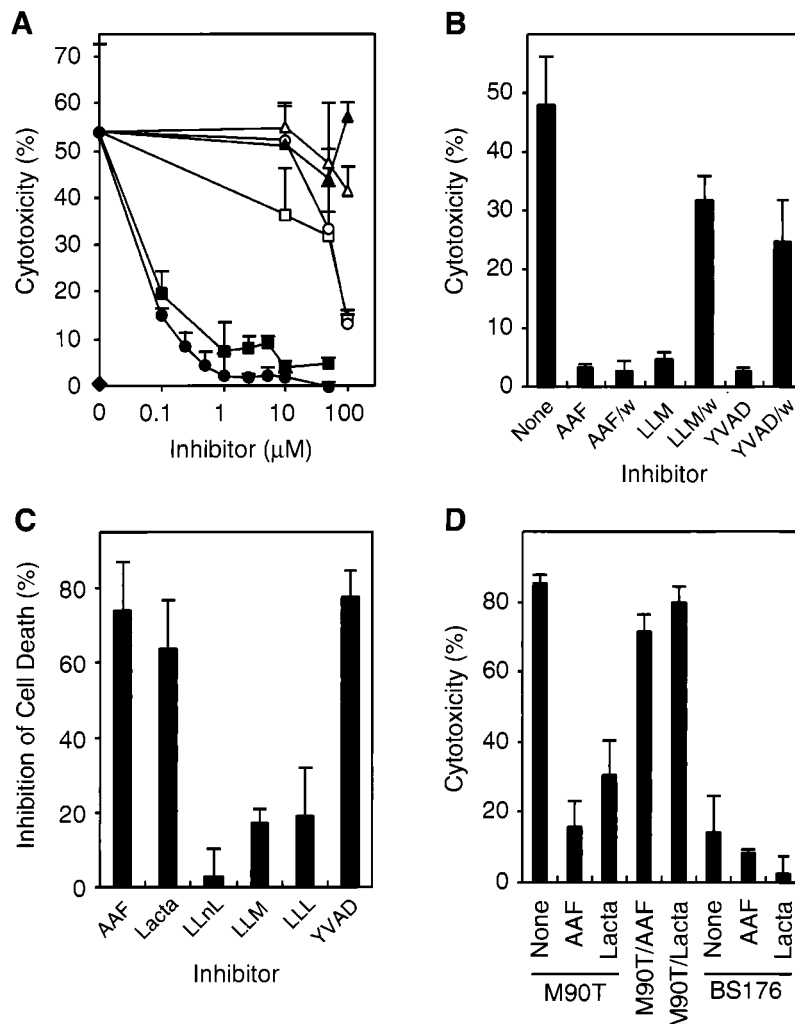 A
70
60
50
40
30
20
10
0
Cytotoxicity (%)
0 0.1 1 10 100
Inhibitor (μM)
B
50
40
30
20
10
0
Cytotoxicity (%)
None AAF AAF/w LLM LLM/w YVAD YVAD/w
Inhibitor
C
80
60
40
20
0
Inhibition of Cell Death (%)
AAF Lacta LLnL LLM LLL YVAD
Inhibitor
D
80
60
40
20
0
Cytotoxicity (%)
None AAF Lacta M90T/AAF M90T/Lacta None AAF Lacta
M90T BS176